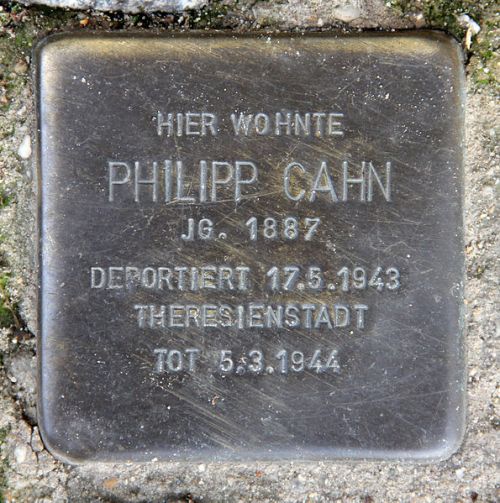 HIER WOHNTE
PHILIPP CAHN
JG. 1887
DEPORTIERT 17.5.1943
THERESIENSTADT
TOT 5.3.1944